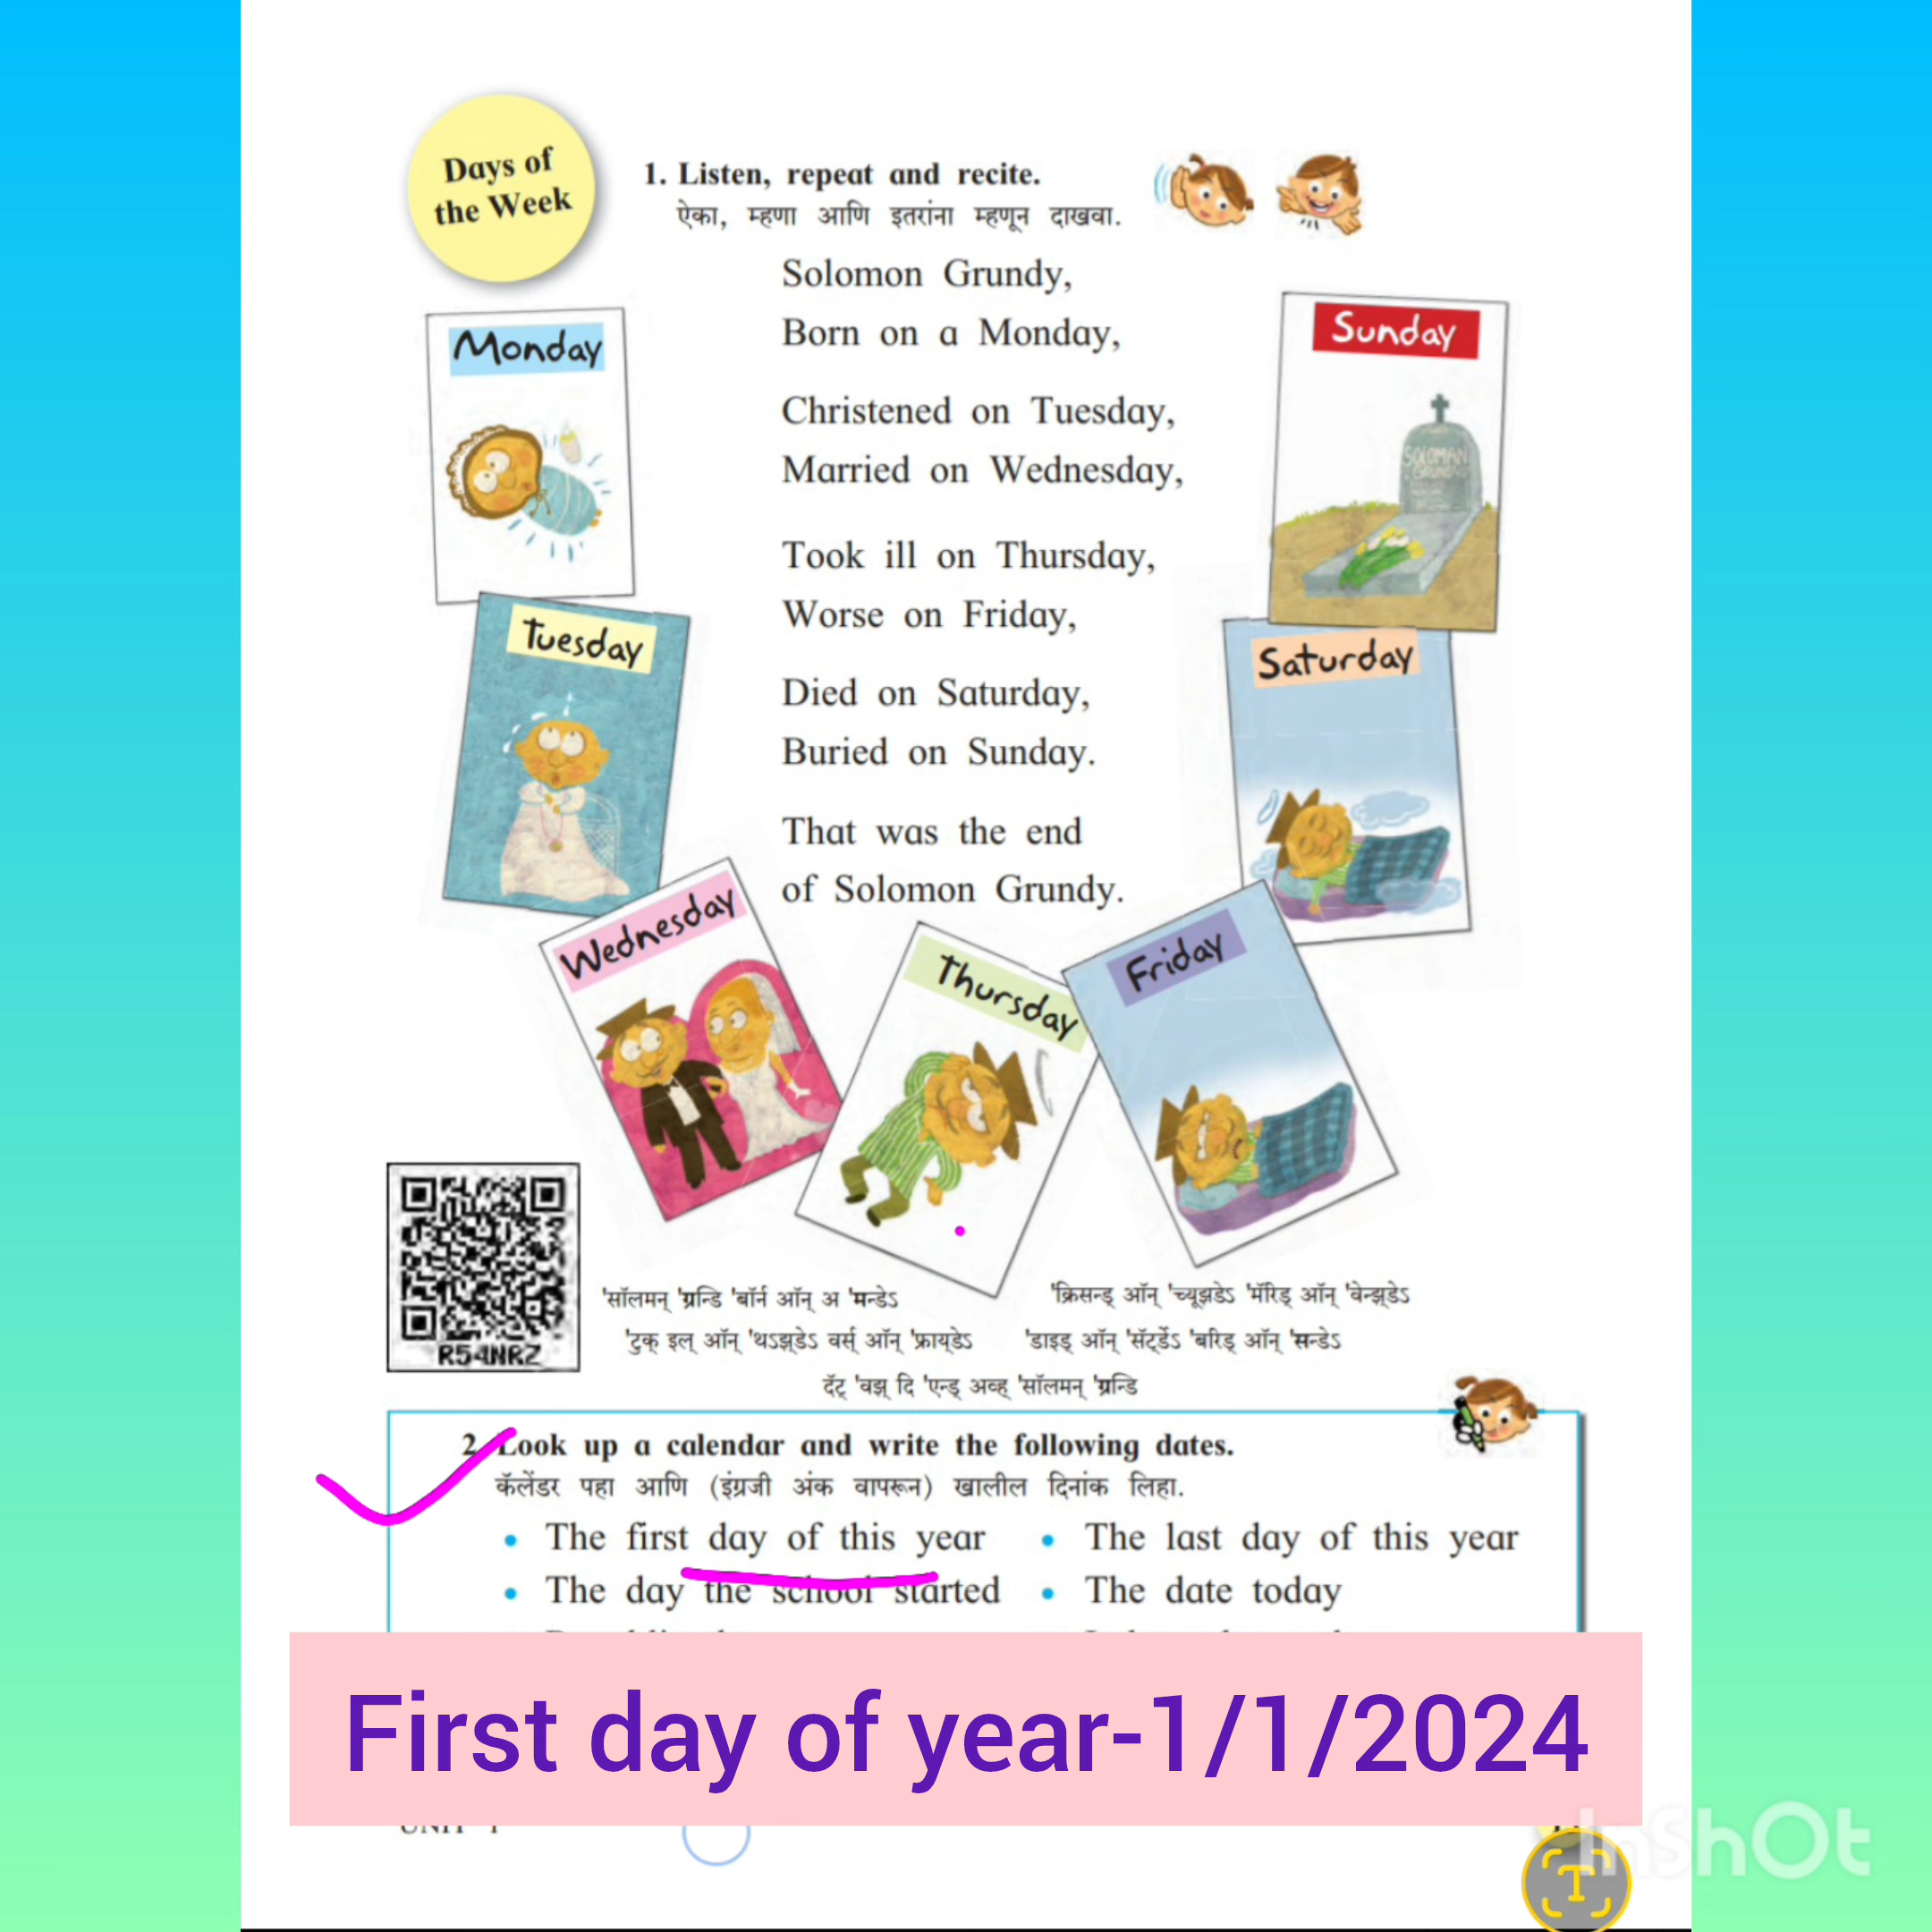 Days of
the Week
1. Listen, repeat and recite.
ऐका, म्हणा आणि इतरांना म्हणून दाखवा.
Solomon Grundy,
Born on a Monday,
Christened on Tuesday,
Married on Wednesday,
Took ill on Thursday,
Worse on Friday,
Died on Saturday,
Buried on Sunday.
That was the end
of Solomon Grundy.
Monday
Tuesday
Wednesday
Thursday
Friday
Saturday
Sunday
SOLOMAN
R54NRZ
'सॉलमन् 'ग्रन्डि 'बॉर्न ऑन् अ 'मन्डेऽ
'क्रिसन्ड् ऑन् 'च्यूझडेऽ 'मॅरिड् ऑन् 'वेन्झ्डेऽ
'टुक् इल् ऑन् 'थऽझ्डेऽ वर्स् ऑन् 'फ्राय्डेऽ
'डाइड् ऑन् 'सॅटर्डेऽ 'बरिड् ऑन् 'सन्डेऽ
दॅट् 'वझ् दि 'एन्ड् अव्ह् 'सॉलमन् 'ग्रन्डि
2. Look up a calendar and write the following dates.
कॅलेंडर पहा आणि (इंग्रजी अंक वापरून) खालील दिनांक लिहा.
• The first day of this year • The last day of this year
• The day the school started • The date today
First day of year-1/1/2024
InShOt
T